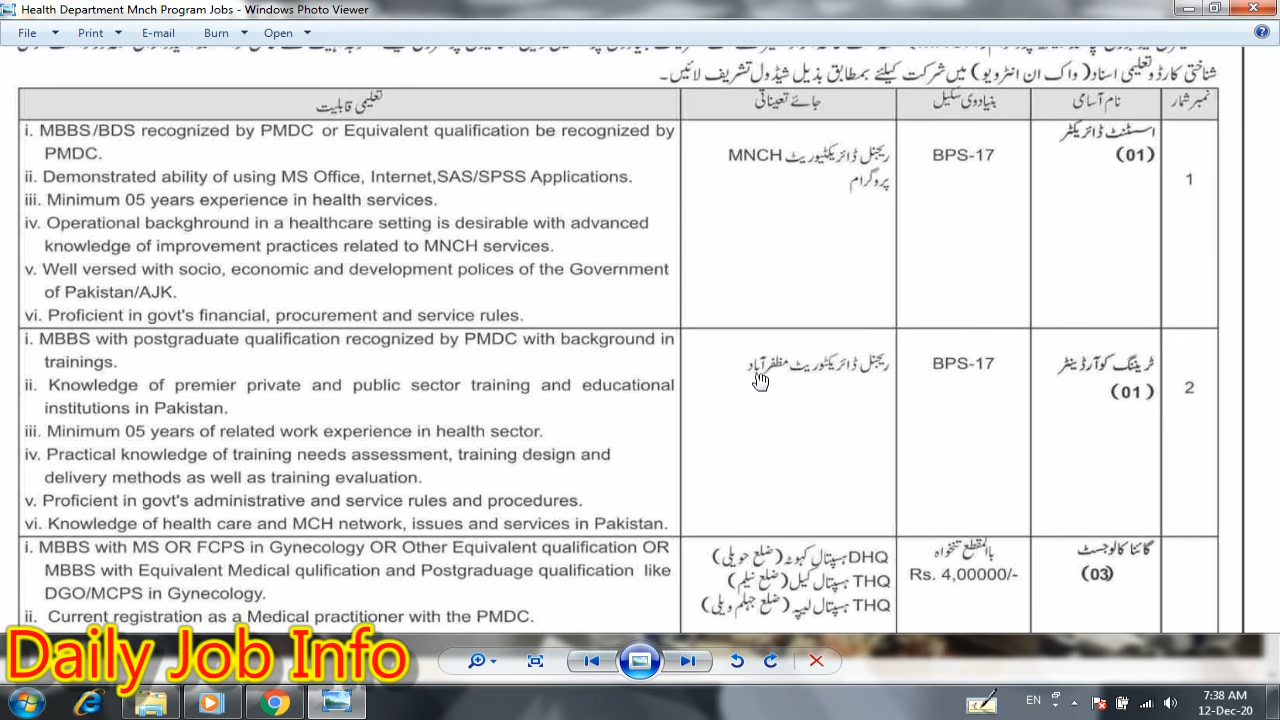 Health Department Mnch Program Jobs - Windows Photo Viewer
File Print E-mail Burn Open
شناختی کارڈ و تعلیمی اسناد (واک ان انٹرویو) میں شرکت کیلئے بمطابق بذیل شیڈول تشریف لائیں۔
نمبر شمار نام آسامی بنیادی سکیل جائے تعیناتی تعلیمی قابلیت
1
اسسٹنٹ ڈائریکٹر
(01)
BPS-17
ریجنل ڈائریکٹیوریٹ MNCH
پروگرام
i. MBBS/BDS recognized by PMDC or Equivalent qualification be recognized by
PMDC.
ii. Demonstrated ability of using MS Office, Internet,SAS/SPSS Applications.
iii. Minimum 05 years experience in health services.
iv. Operational backghround in a healthcare setting is desirable with advanced
knowledge of improvement practices related to MNCH services.
v. Well versed with socio, economic and development polices of the Government
of Pakistan/AJK.
vi. Proficient in govt's financial, procurement and service rules.
2
ٹریننگ کوآرڈینٹر
(01)
BPS-17
ریجنل ڈائریکٹوریٹ مظفرآباد
i. MBBS with postgraduate qualification recognized by PMDC with background in
trainings.
ii. Knowledge of premier private and public sector training and educational
institutions in Pakistan.
iii. Minimum 05 years of related work experience in health sector.
iv. Practical knowledge of training needs assessment, training design and
delivery methods as well as training evaluation.
v. Proficient in govt's administrative and service rules and procedures.
vi. Knowledge of health care and MCH network, issues and services in Pakistan.
گائنا کالوجسٹ
(03)
باالمقطع تنخواہ
Rs. 4,00000/-
DHQ ہسپتال کہوٹہ (ضلع حویلی)
THQ ہسپتال کیل (ضلع نیلم)
THQ ہسپتال لیپہ (ضلع جہلم ویلی)
i. MBBS with MS OR FCPS in Gynecology OR Other Equivalent qualification OR
MBBS with Equivalent Medical qulification and Postgraduage qualification like
DGO/MCPS in Gynecology.
ii. Current registration as a Medical practitioner with the PMDC.
Daily Job Info
EN
7:38 AM
12-Dec-20